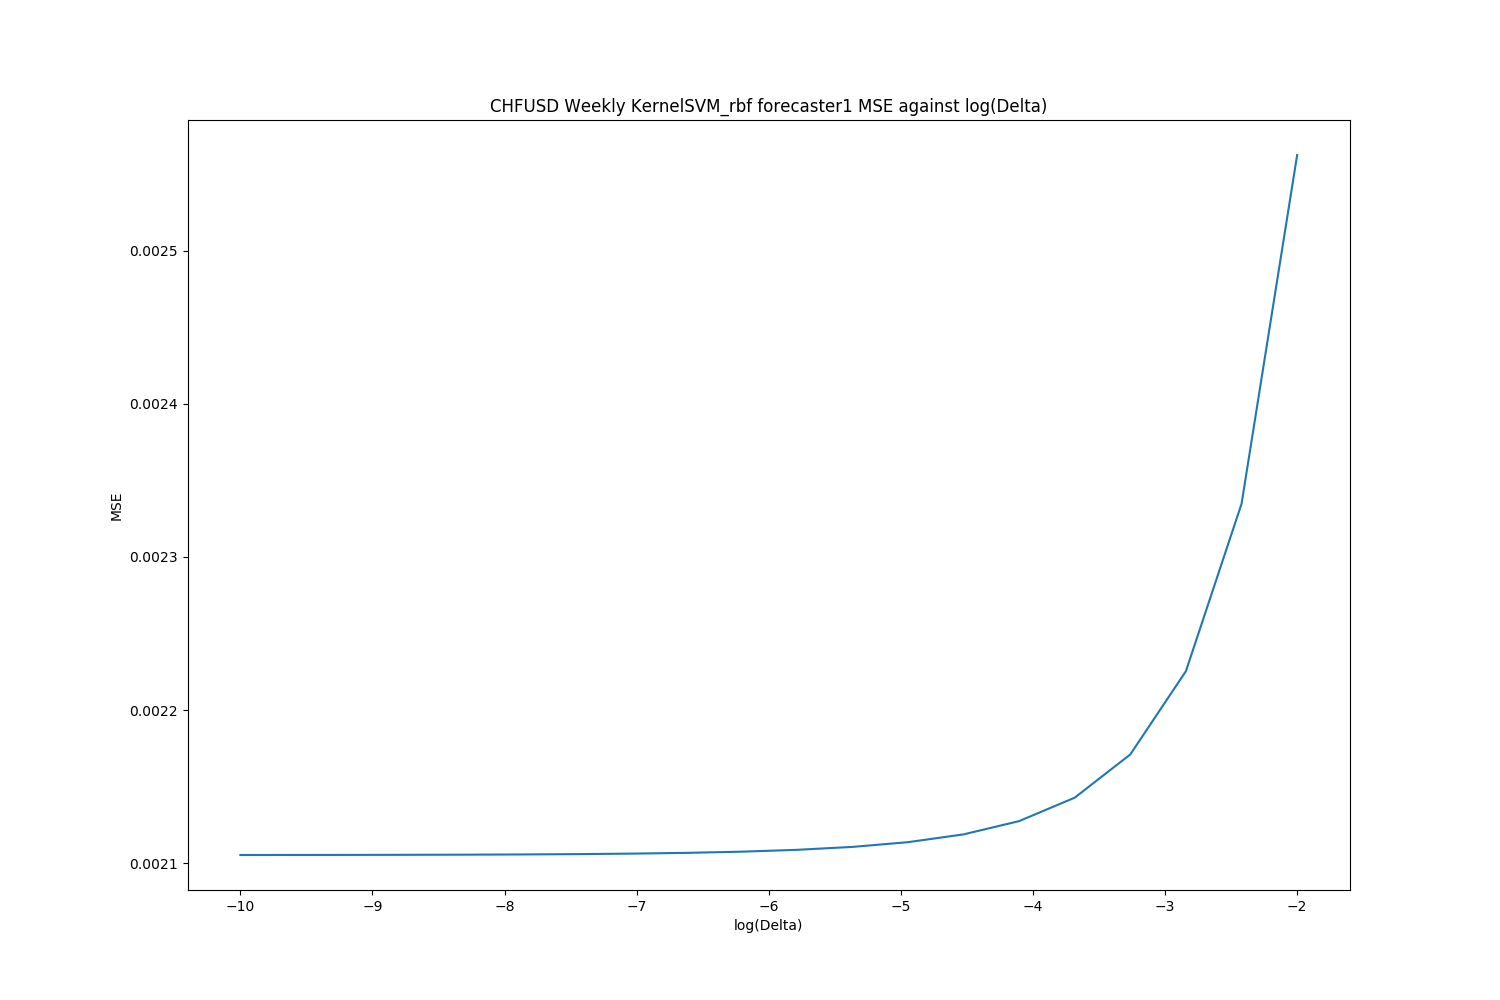 CHFUSD Weekly KernelSVM_rbf forecaster1 MSE against log(Delta)
0.0025
0.0024
0.0023
0.0022
0.0021
MSE
−10 −9 −8 −7 −6 −5 −4 −3 −2
log(Delta)